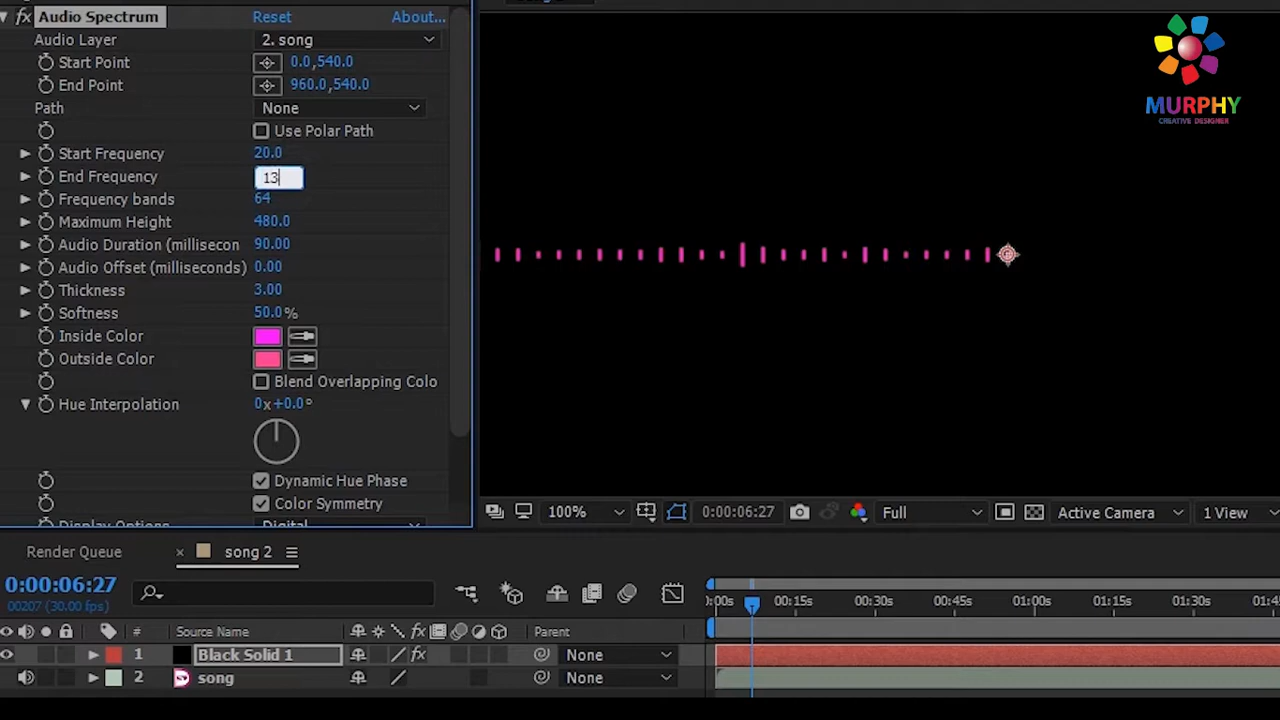 fx Audio Spectrum Reset About...
Audio Layer 2. song
Start Point 0.0,540.0
End Point 960.0,540.0
Path None
Use Polar Path
Start Frequency 20.0
End Frequency 13
Frequency bands 64
Maximum Height 480.0
Audio Duration (millisecon 90.00
Audio Offset (milliseconds) 0.00
Thickness 3.00
Softness 50.0%
Inside Color
Outside Color
Blend Overlapping Colo
Hue Interpolation 0x+0.0°
Dynamic Hue Phase
Color Symmetry
Display Options Digital
MURPHY
CREATIVE DESIGNER
100% 0:00:06:27 Full Active Camera 1 View
Render Queue × song 2
0:00:06:27
00207 (30.00 fps)
:00s 00:15s 00:30s 00:45s 01:00s 01:15s 01:30s 01:4
# Source Name fx Parent
1 Black Solid 1 fx None
2 song None